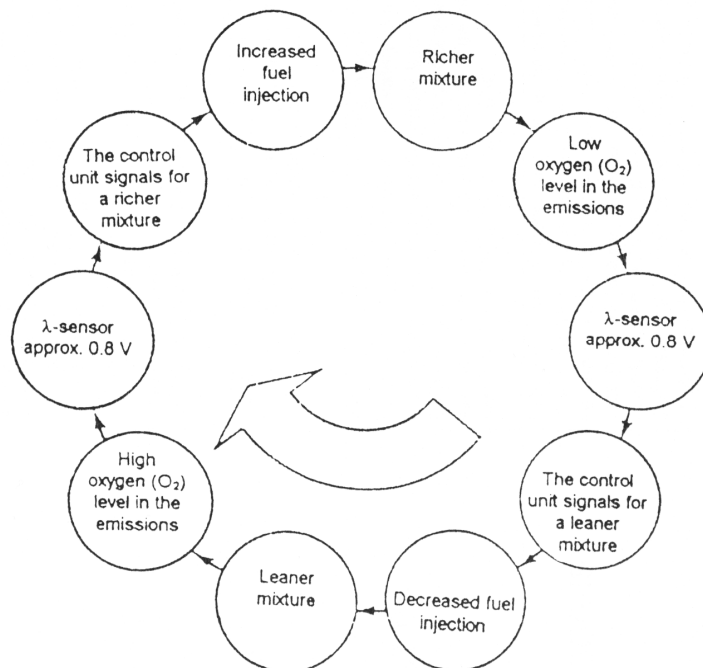 Increased
fuel
injection
Richer
mixture
Low
oxygen (O₂)
level in the
emissions
λ-sensor
approx. 0.8 V
The control
unit signals for
a leaner
mixture
Decreased fuel
injection
Leaner
mixture
High
oxygen (O₂)
level in the
emissions
λ-sensor
approx. 0.8 V
The control
unit signals for
a richer
mixture